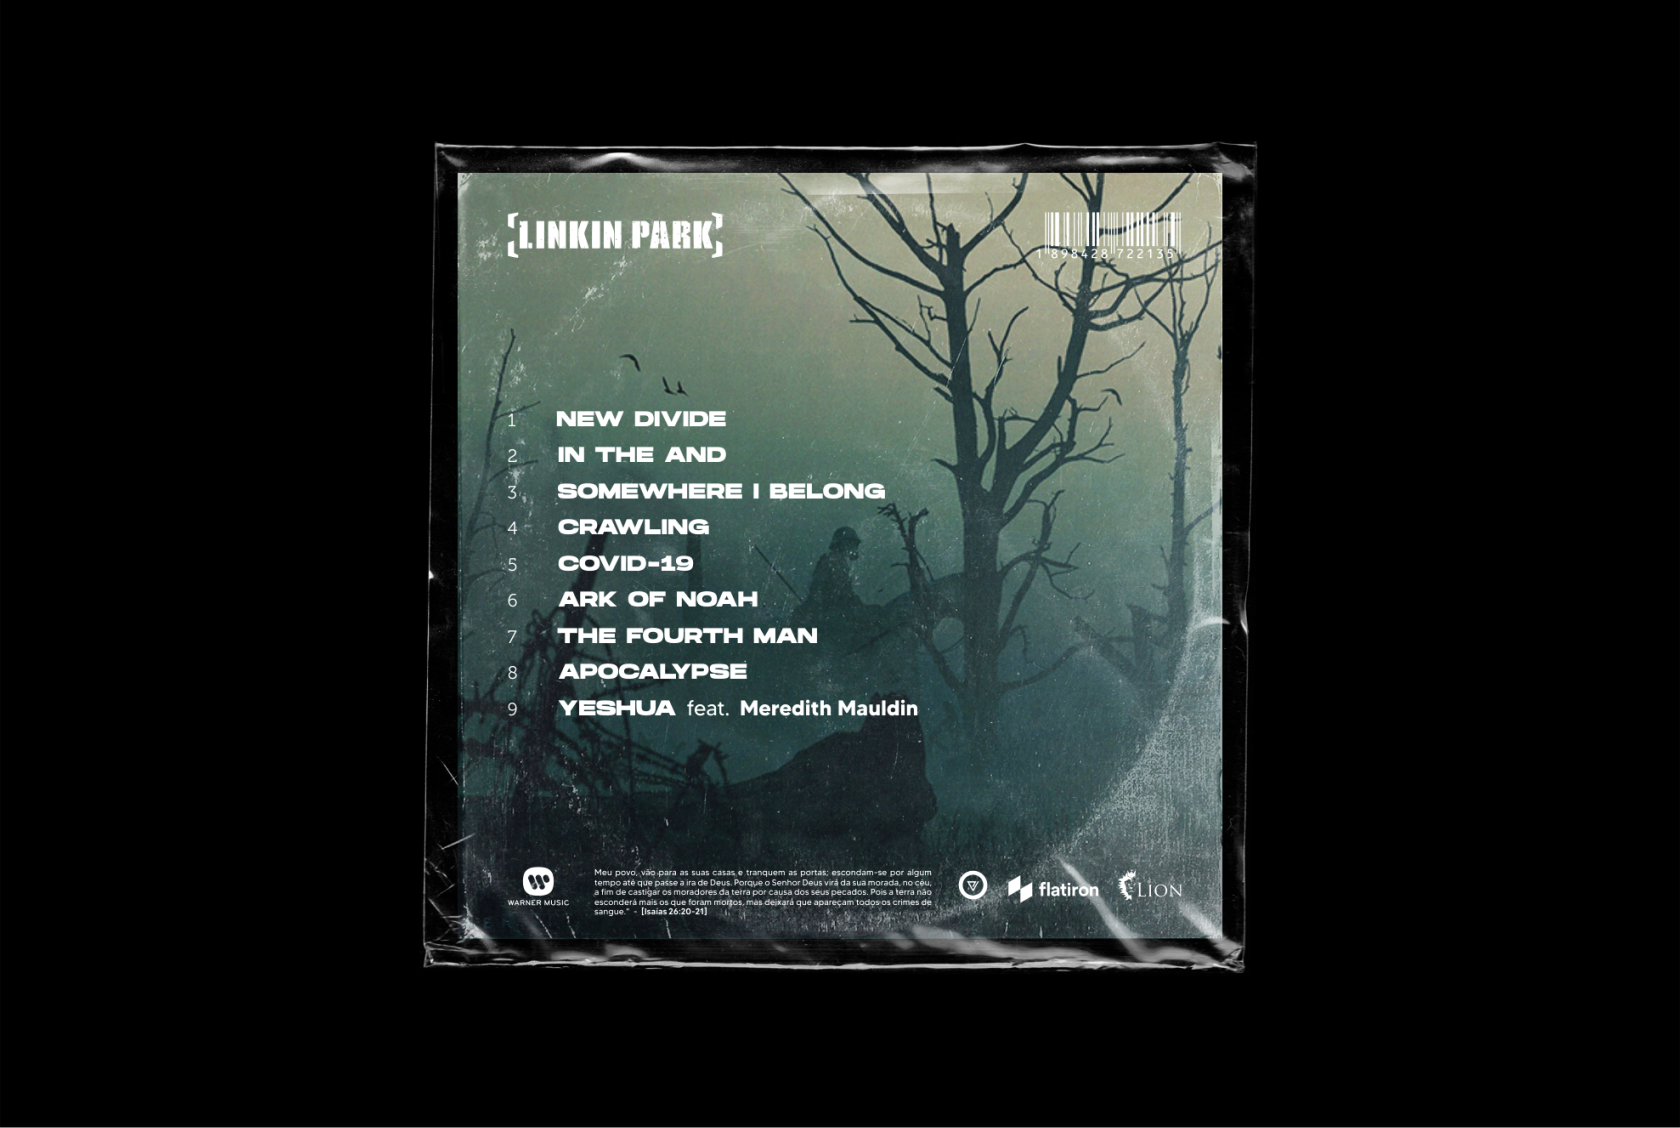 [LINKIN PARK]
1 898428 722135
1 NEW DIVIDE
2 IN THE AND
3 SOMEWHERE I BELONG
4 CRAWLING
5 COVID-19
6 ARK OF NOAH
7 THE FOURTH MAN
8 APOCALYPSE
9 YESHUA feat. Meredith Mauldin
WARNER MUSIC
Meu povo, vão para as suas casas e tranquem as portas; escondam-se por algum
tempo até que passe a ira de Deus. Porque o Senhor Deus virá da sua morada, no céu,
a fim de castigar os moradores da terra por causa dos seus pecados. Pois a terra não
esconderá mais os que foram mortos, mas deixará que apareçam todos os crimes de
sangue." - [Isaías 26:20-21]
flatiron
LION